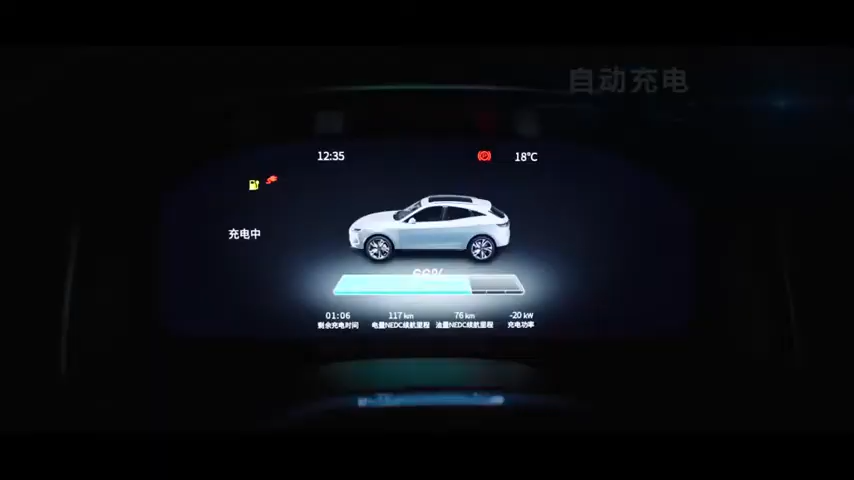 自动充电
12:35
18°C
充电中
66%
01:06
117 km
76 km
-20 kW
剩余充电时间
电量NEDC续航里程
油量NEDC续航里程
充电功率